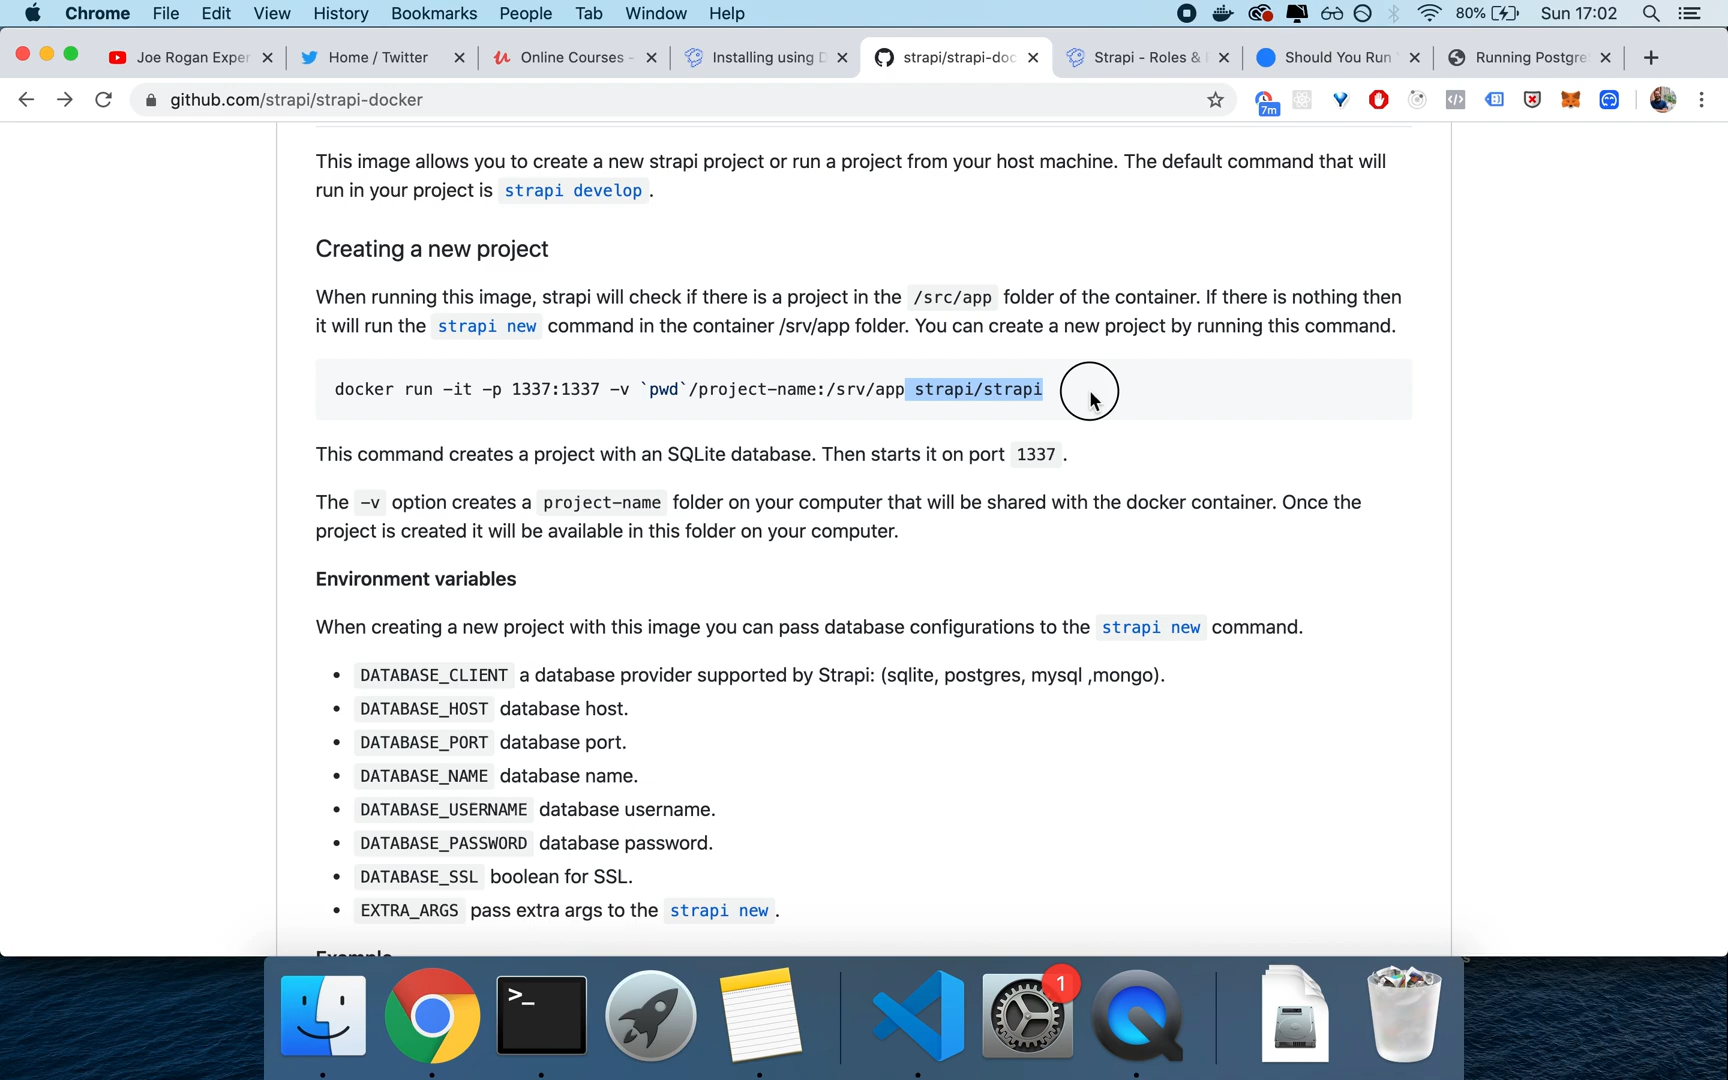 Chrome File Edit View History Bookmarks People Tab Window Help 80% Sun 17:02
Joe Rogan Exper
Home / Twitter
Online Courses -
Installing using D
strapi/strapi-doc
Strapi - Roles &
Should You Run
Running Postgre
github.com/strapi/strapi-docker
7m
This image allows you to create a new strapi project or run a project from your host machine. The default command that will
run in your project is strapi develop .
Creating a new project
When running this image, strapi will check if there is a project in the /src/app folder of the container. If there is nothing then
it will run the strapi new command in the container /srv/app folder. You can create a new project by running this command.
docker run -it -p 1337:1337 -v `pwd`/project-name:/srv/app strapi/strapi
This command creates a project with an SQLite database. Then starts it on port 1337 .
The -v option creates a project-name folder on your computer that will be shared with the docker container. Once the
project is created it will be available in this folder on your computer.
Environment variables
When creating a new project with this image you can pass database configurations to the strapi new command.
• DATABASE_CLIENT a database provider supported by Strapi: (sqlite, postgres, mysql ,mongo).
• DATABASE_HOST database host.
• DATABASE_PORT database port.
• DATABASE_NAME database name.
• DATABASE_USERNAME database username.
• DATABASE_PASSWORD database password.
• DATABASE_SSL boolean for SSL.
• EXTRA_ARGS pass extra args to the strapi new .
Example
>_
1